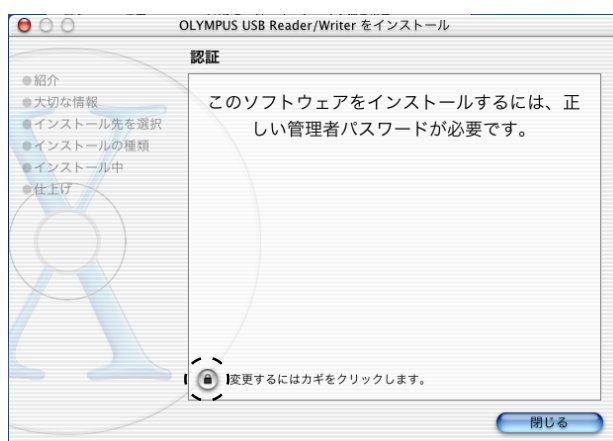 OLYMPUS USB Reader/Writer をインストール
認証
紹介
大切な情報
インストール先を選択
インストールの種類
インストール中
仕上げ
このソフトウェアをインストールするには、正
しい管理者パスワードが必要です。
変更するにはカギをクリックします。
閉じる